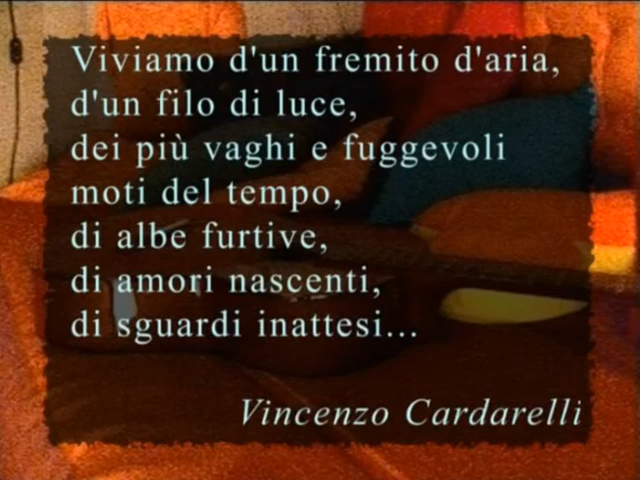 Viviamo d'un fremito d'aria,
d'un filo di luce,
dei più vaghi e fuggevoli
moti del tempo,
di albe furtive,
di amori nascenti,
di sguardi inattesi...
Vincenzo Cardarelli